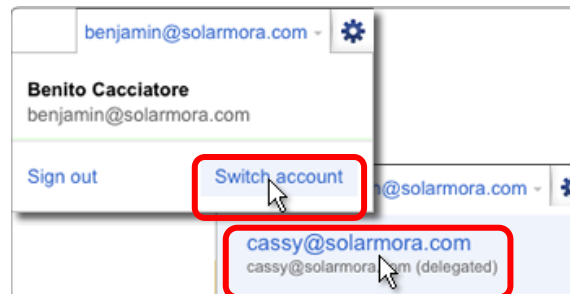 benjamin@solarmora.com
Benito Cacciatore
benjamin@solarmora.com
Sign out
Switch account
n@solarmora.com
cassy@solarmora.com
cassy@solarmora.com (delegated)